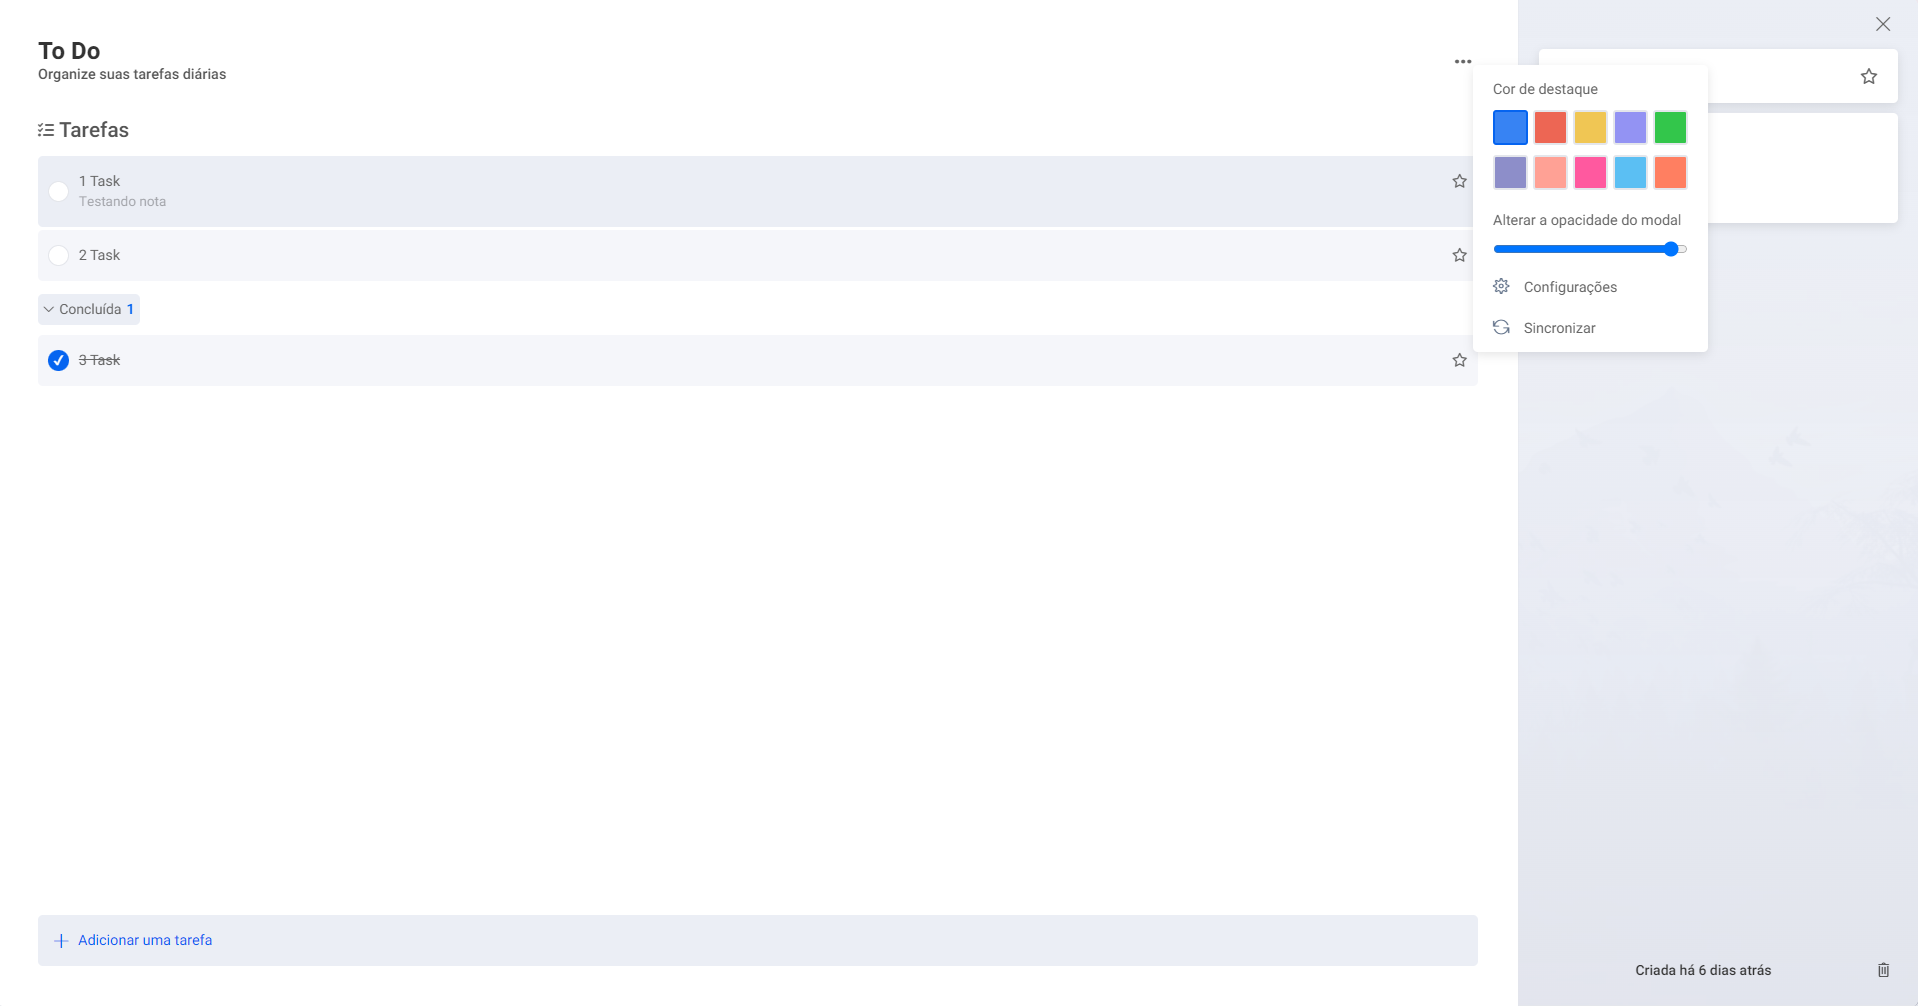 To Do
Organize suas tarefas diárias
Tarefas
1 Task
Testando nota
2 Task
Concluída 1
3 Task
Adicionar uma tarefa
Cor de destaque
Alterar a opacidade do modal
Configurações
Sincronizar
Criada há 6 dias atrás